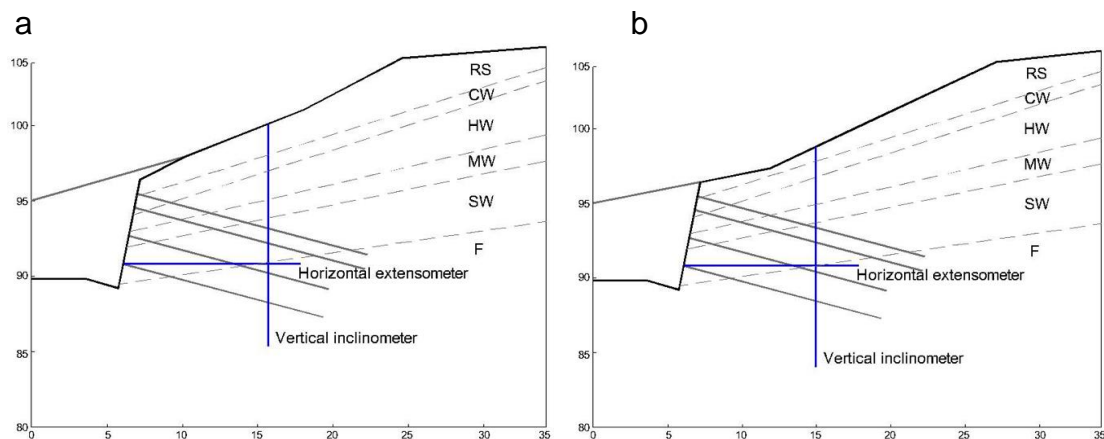 a
105
100
95
90
85
80
0
5
10
15
20
25
30
35
RS
CW
HW
MW
SW
F
Horizontal extensometer
Vertical inclinometer
b
105
100
95
90
85
80
0
5
10
15
20
25
30
35
RS
CW
HW
MW
SW
F
Horizontal extensometer
Vertical inclinometer